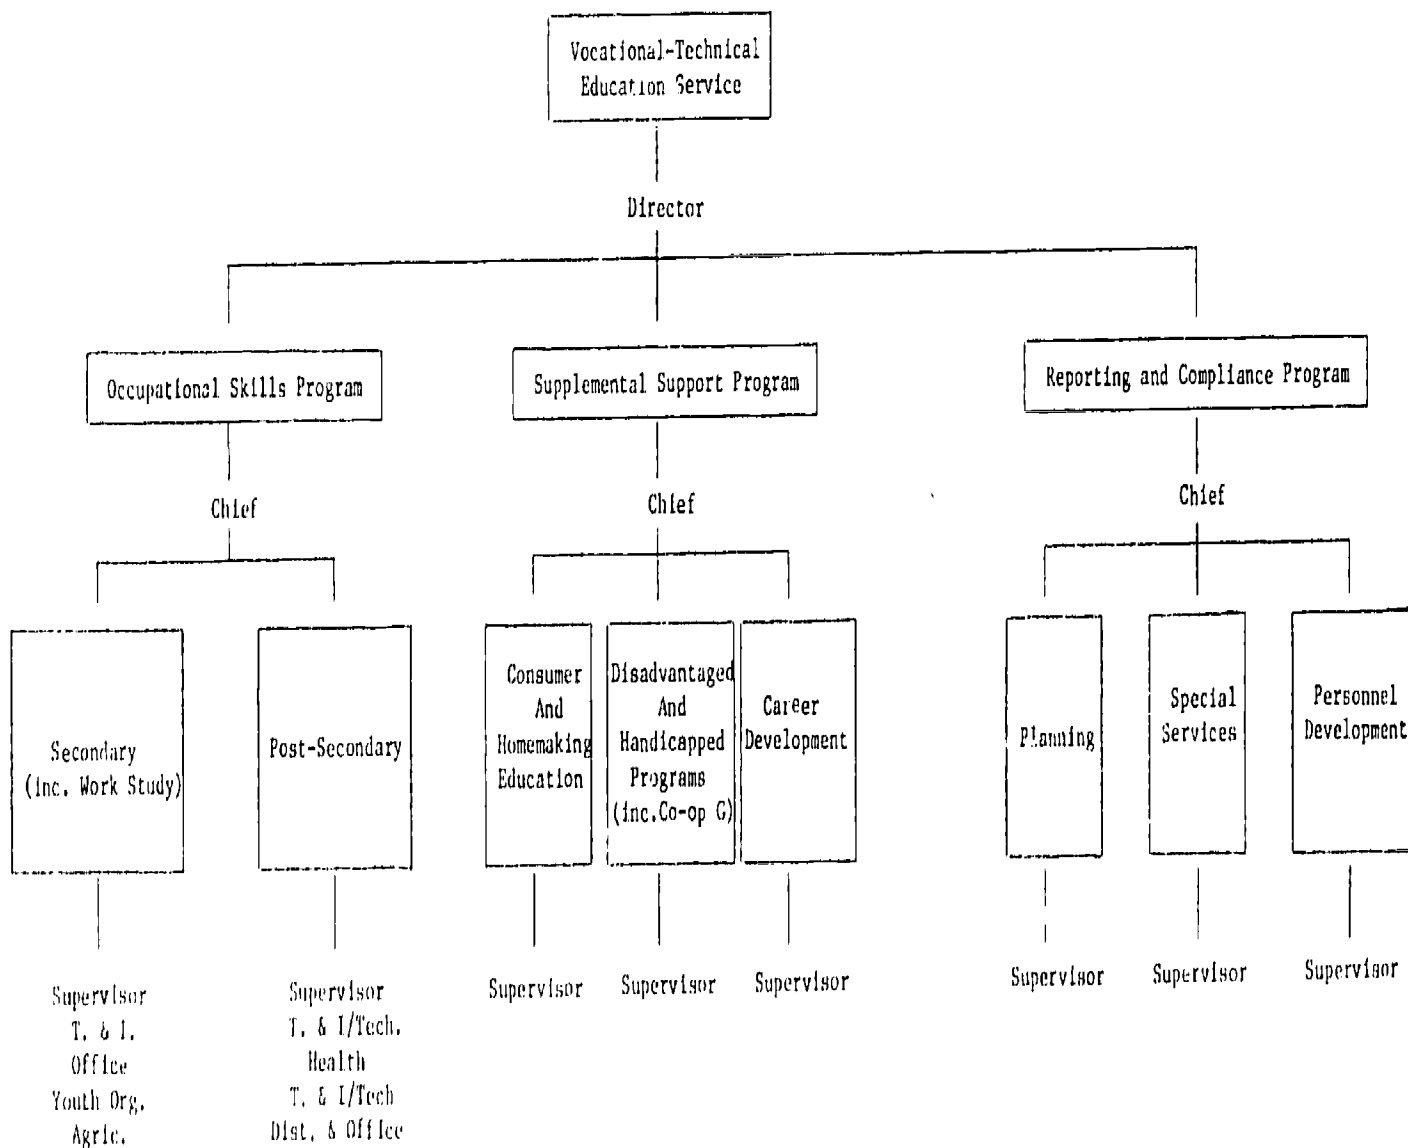 Vocational-Technical
Education Service
Director
Occupational Skills Program
Supplemental Support Program
Reporting and Compliance Program
Chief
Chief
Chief
Secondary
(inc. Work Study)
Post-Secondary
Consumer
And
Homemaking
Education
Disadvantaged
And
Handicapped
Programs
(inc.Co-op G)
Career
Development
Planning
Special
Services
Personnel
Development
Supervisor
T. & I.
Office
Youth Org.
Agric.
Supervisor
T. & I/Tech.
Health
T. & I/Tech
Dist. & Office
Supervisor
Supervisor
Supervisor
Supervisor
Supervisor
Supervisor